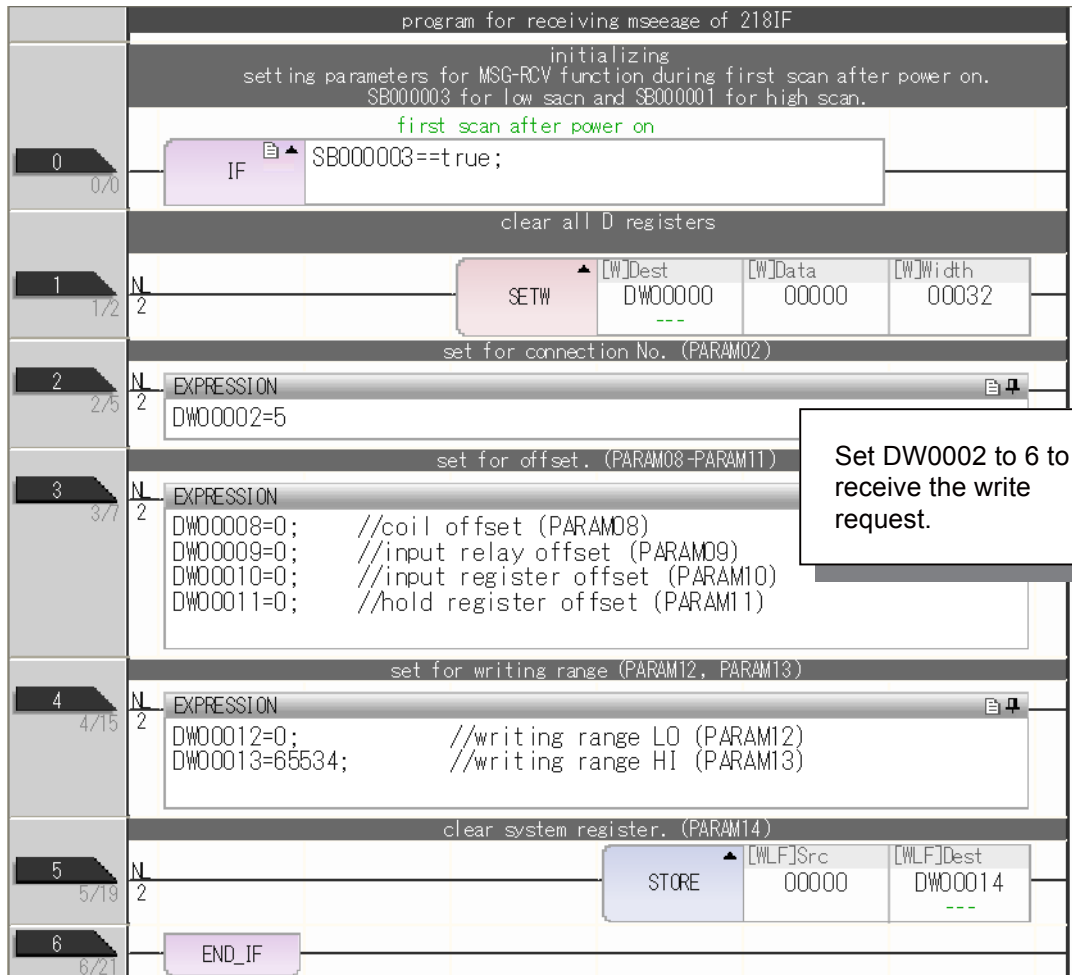 program for receiving mseeage of 218IF
initializing
setting parameters for MSG-RCV function during first scan after power on.
SB000003 for low sacn and SB000001 for high scan.
first scan after power on
0
0/0
IF
SB000003==true;
clear all D registers
1
1/2
NL
2
SETW
[W]Dest
DW00000
---
[W]Data
00000
[W]Width
00032
set for connection No. (PARAM02)
2
2/5
NL
2
EXPRESSION
DW00002=5
Set DW0002 to 6 to
receive the write
request.
set for offset. (PARAM08-PARAM11)
3
3/7
NL
2
EXPRESSION
DW00008=0; //coil offset (PARAM08)
DW00009=0; //input relay offset (PARAM09)
DW00010=0; //input register offset (PARAM10)
DW00011=0; //hold register offset (PARAM11)
set for writing range (PARAM12, PARAM13)
4
4/15
NL
2
EXPRESSION
DW00012=0; //writing range LO (PARAM12)
DW00013=65534; //writing range HI (PARAM13)
clear system register. (PARAM14)
5
5/19
NL
2
STORE
[WLF]Src
00000
[WLF]Dest
DW00014
---
6
6/21
END_IF